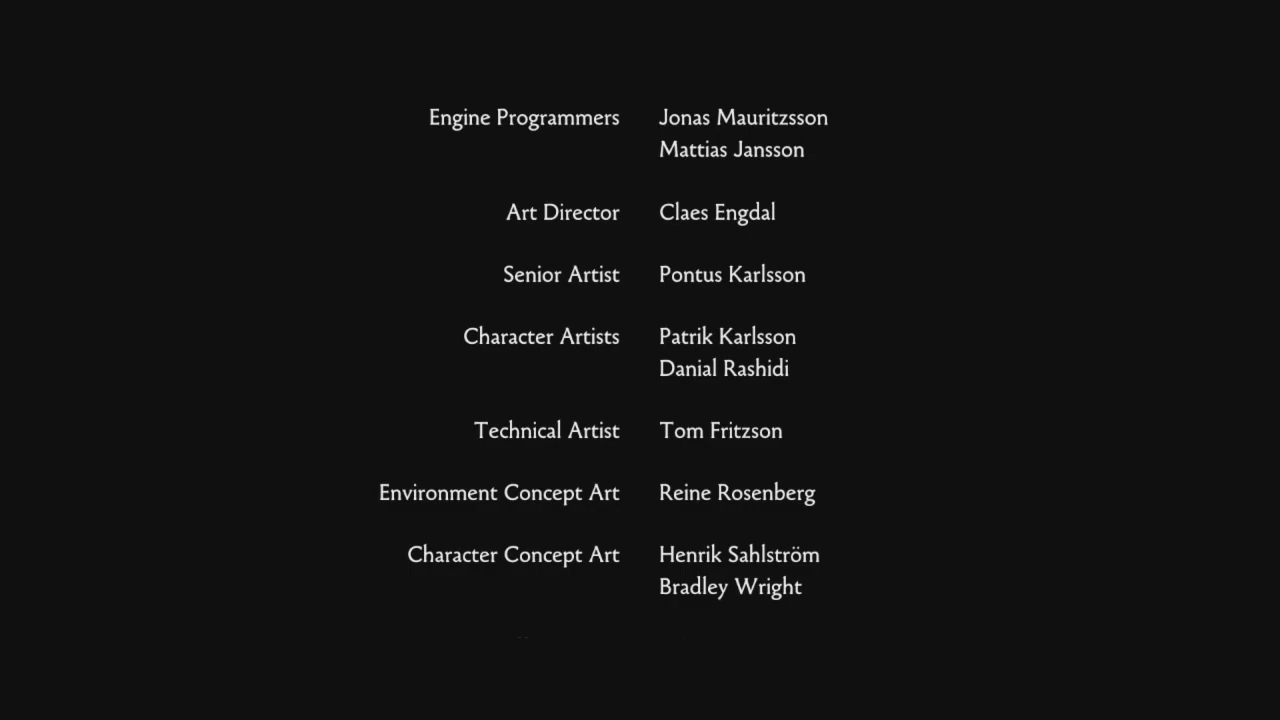 Engine Programmers Jonas Mauritzsson
Mattias Jansson
Art Director Claes Engdal
Senior Artist Pontus Karlsson
Character Artists Patrik Karlsson
Danial Rashidi
Technical Artist Tom Fritzson
Environment Concept Art Reine Rosenberg
Character Concept Art Henrik Sahlström
Bradley Wright